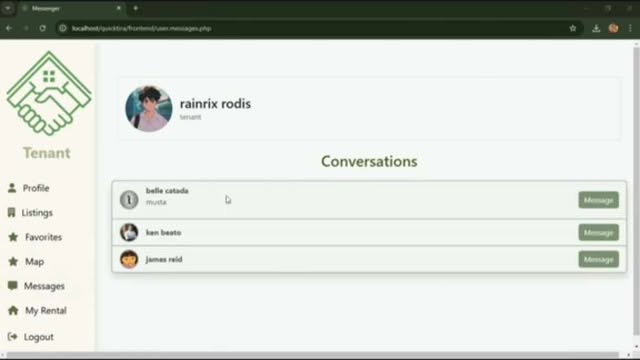 Messenger
localhost/quicktira/frontend/user.messages.php
rainrix rodis
tenant
Tenant
Conversations
Profile
Listings
Favorites
Map
Messages
My Rental
Logout
belle catada
musta
Message
ken beato
Message
james reid
Message